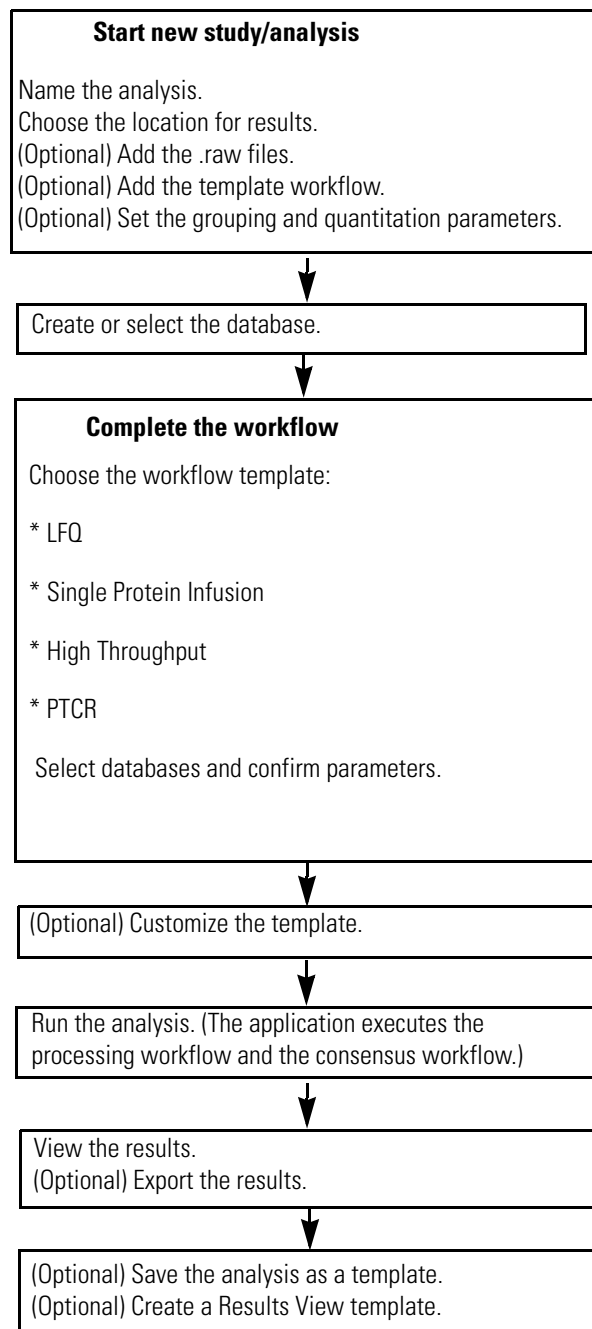 Start new study/analysis
Name the analysis.
Choose the location for results.
(Optional) Add the .raw files.
(Optional) Add the template workflow.
(Optional) Set the grouping and quantitation parameters.
Create or select the database.
Complete the workflow
Choose the workflow template:
* LFQ
* Single Protein Infusion
* High Throughput
* PTCR
Select databases and confirm parameters.
(Optional) Customize the template.
Run the analysis. (The application executes the
processing workflow and the consensus workflow.)
View the results.
(Optional) Export the results.
(Optional) Save the analysis as a template.
(Optional) Create a Results View template.